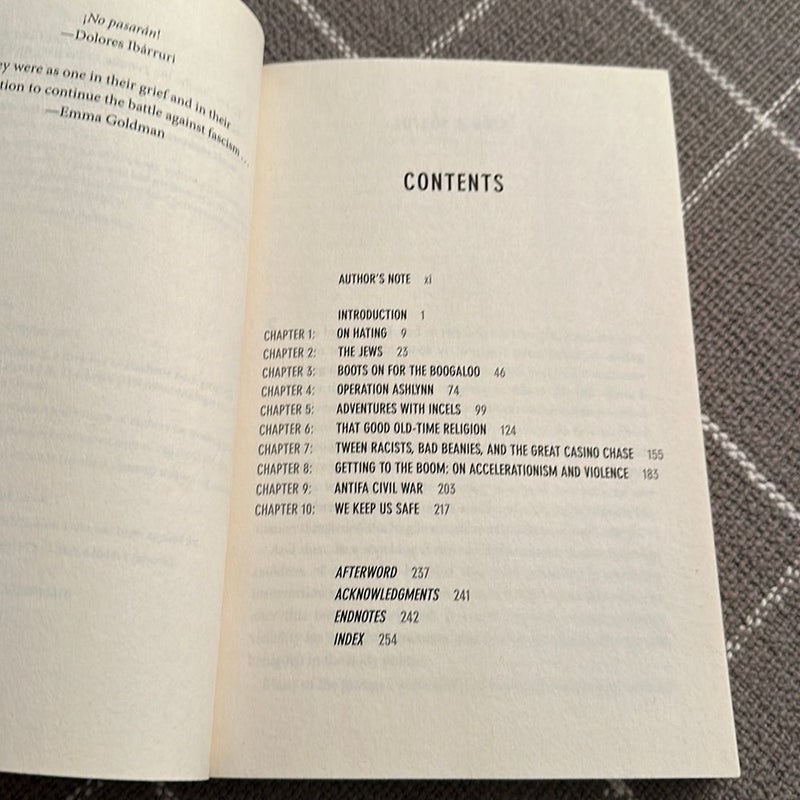 ¡No pasarán!
—Dolores Ibárruri
ey were as one in their grief and in their
tion to continue the battle against fascism …
—Emma Goldman
CONTENTS
AUTHOR'S NOTE xi
INTRODUCTION 1
CHAPTER 1: ON HATING 9
CHAPTER 2: THE JEWS 23
CHAPTER 3: BOOTS ON FOR THE BOOGALOO 46
CHAPTER 4: OPERATION ASHLYNN 74
CHAPTER 5: ADVENTURES WITH INCELS 99
CHAPTER 6: THAT GOOD OLD-TIME RELIGION 124
CHAPTER 7: TWEEN RACISTS, BAD BEANIES, AND THE GREAT CASINO CHASE 155
CHAPTER 8: GETTING TO THE BOOM: ON ACCELERATIONISM AND VIOLENCE 183
CHAPTER 9: ANTIFA CIVIL WAR 203
CHAPTER 10: WE KEEP US SAFE 217
AFTERWORD 237
ACKNOWLEDGMENTS 241
ENDNOTES 242
INDEX 254